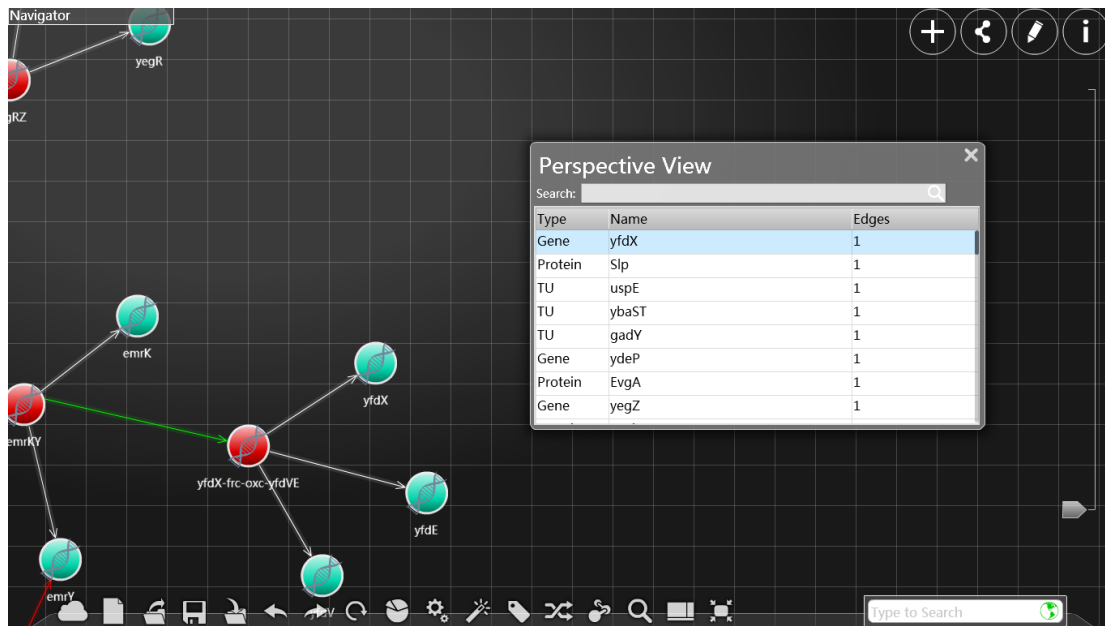 Navigator
yegR
gRZ
Perspective View
Search:
Type Name Edges
Gene yfdX 1
Protein Slp 1
TU uspE 1
TU ybaST 1
TU gadY 1
Gene ydeP 1
Protein EvgA 1
Gene yegZ 1
emrK
yfdX
emrKY
yfdX-frc-oxc-yfdVE
yfdE
emrY
Type to Search